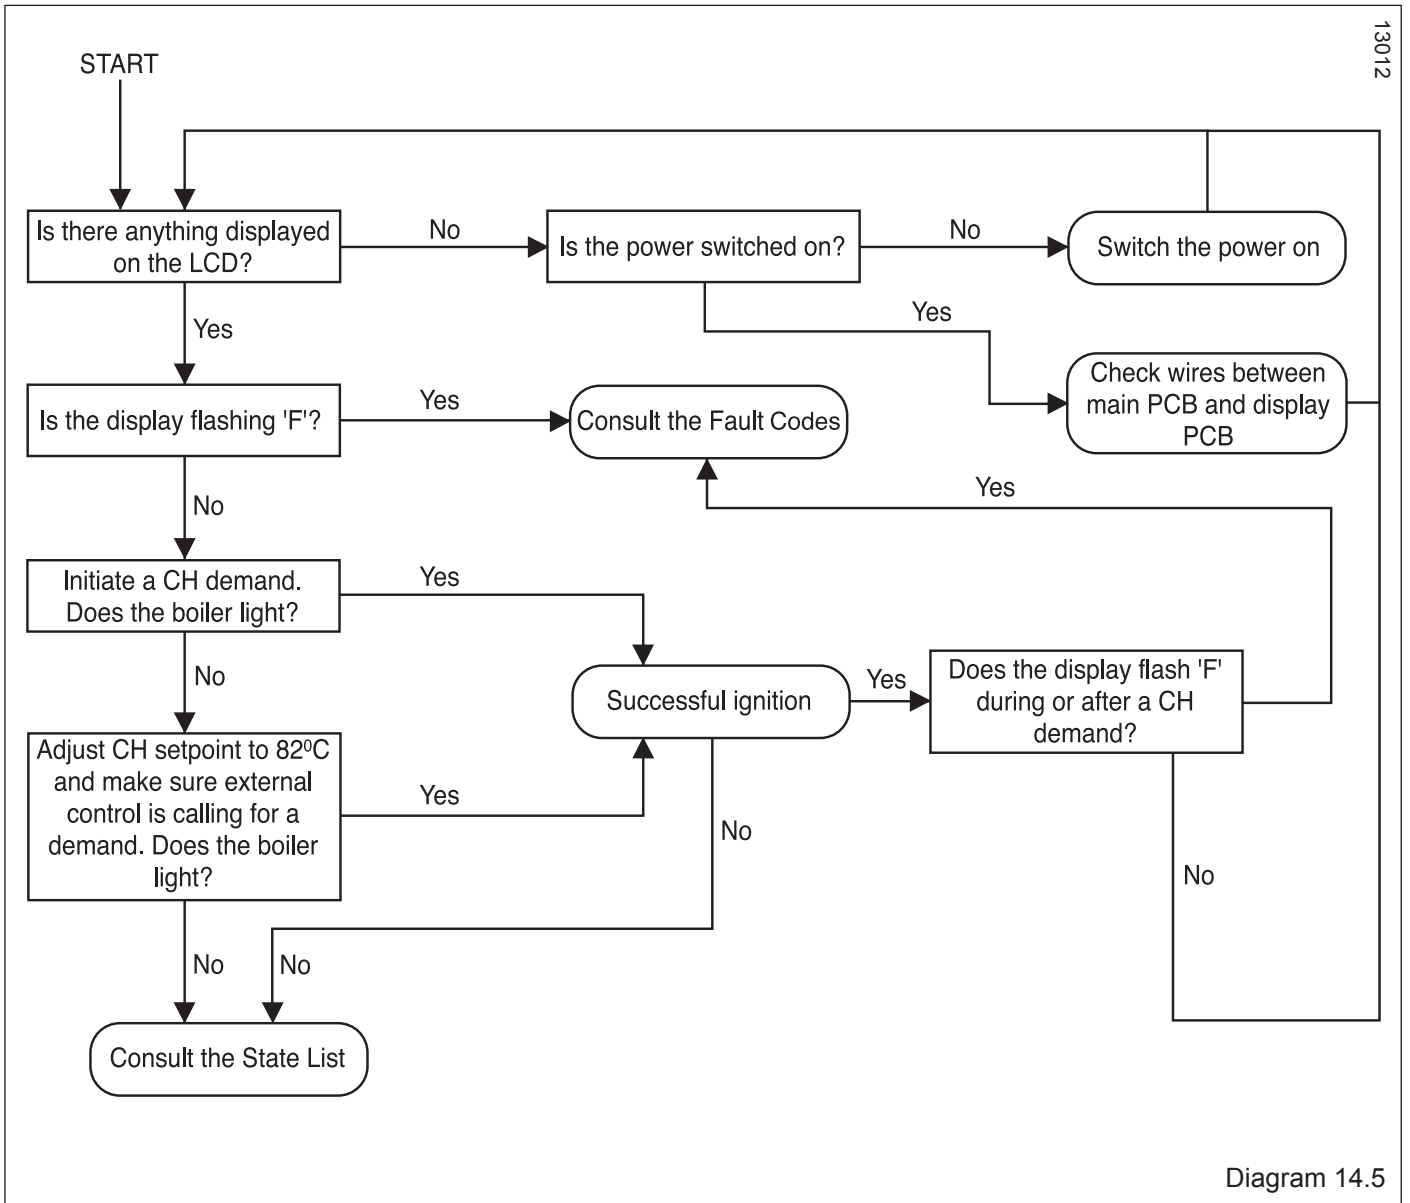 13012
START
Is there anything displayed
on the LCD?
No
Is the power switched on?
No
Switch the power on
Yes
Yes
Check wires between
main PCB and display
PCB
Is the display flashing 'F'?
Yes
Consult the Fault Codes
Yes
No
Initiate a CH demand.
Does the boiler light?
Yes
No
Successful ignition
Yes
Does the display flash 'F'
during or after a CH
demand?
Adjust CH setpoint to 82⁰C
and make sure external
control is calling for a
demand. Does the boiler
light?
Yes
No
No
No
No
Consult the State List
Diagram 14.5